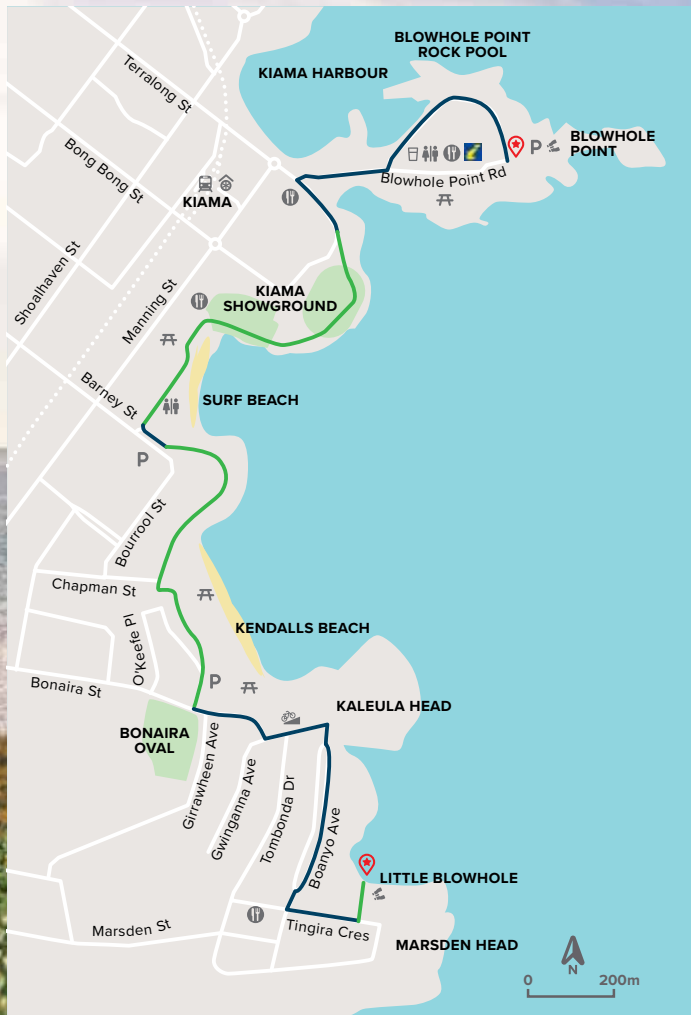 BLOWHOLE POINT
ROCK POOL
KIAMA HARBOUR
Terralong St
BLOWHOLE
POINT
P
Bong Bong St
Blowhole Point Rd
KIAMA
Shoalhaven St
Manning St
KIAMA
SHOWGROUND
Barney St
SURF BEACH
P
Bourrool St
Chapman St
O'Keefe Pl
KENDALLS BEACH
Bonaira St
P
KALEULA HEAD
BONAIRA
OVAL
Girrawheen Ave
Gwinganna Ave
Tombonda Dr
Boanyo Ave
LITTLE BLOWHOLE
Marsden St
Tingira Cres
MARSDEN HEAD
N
0 200m